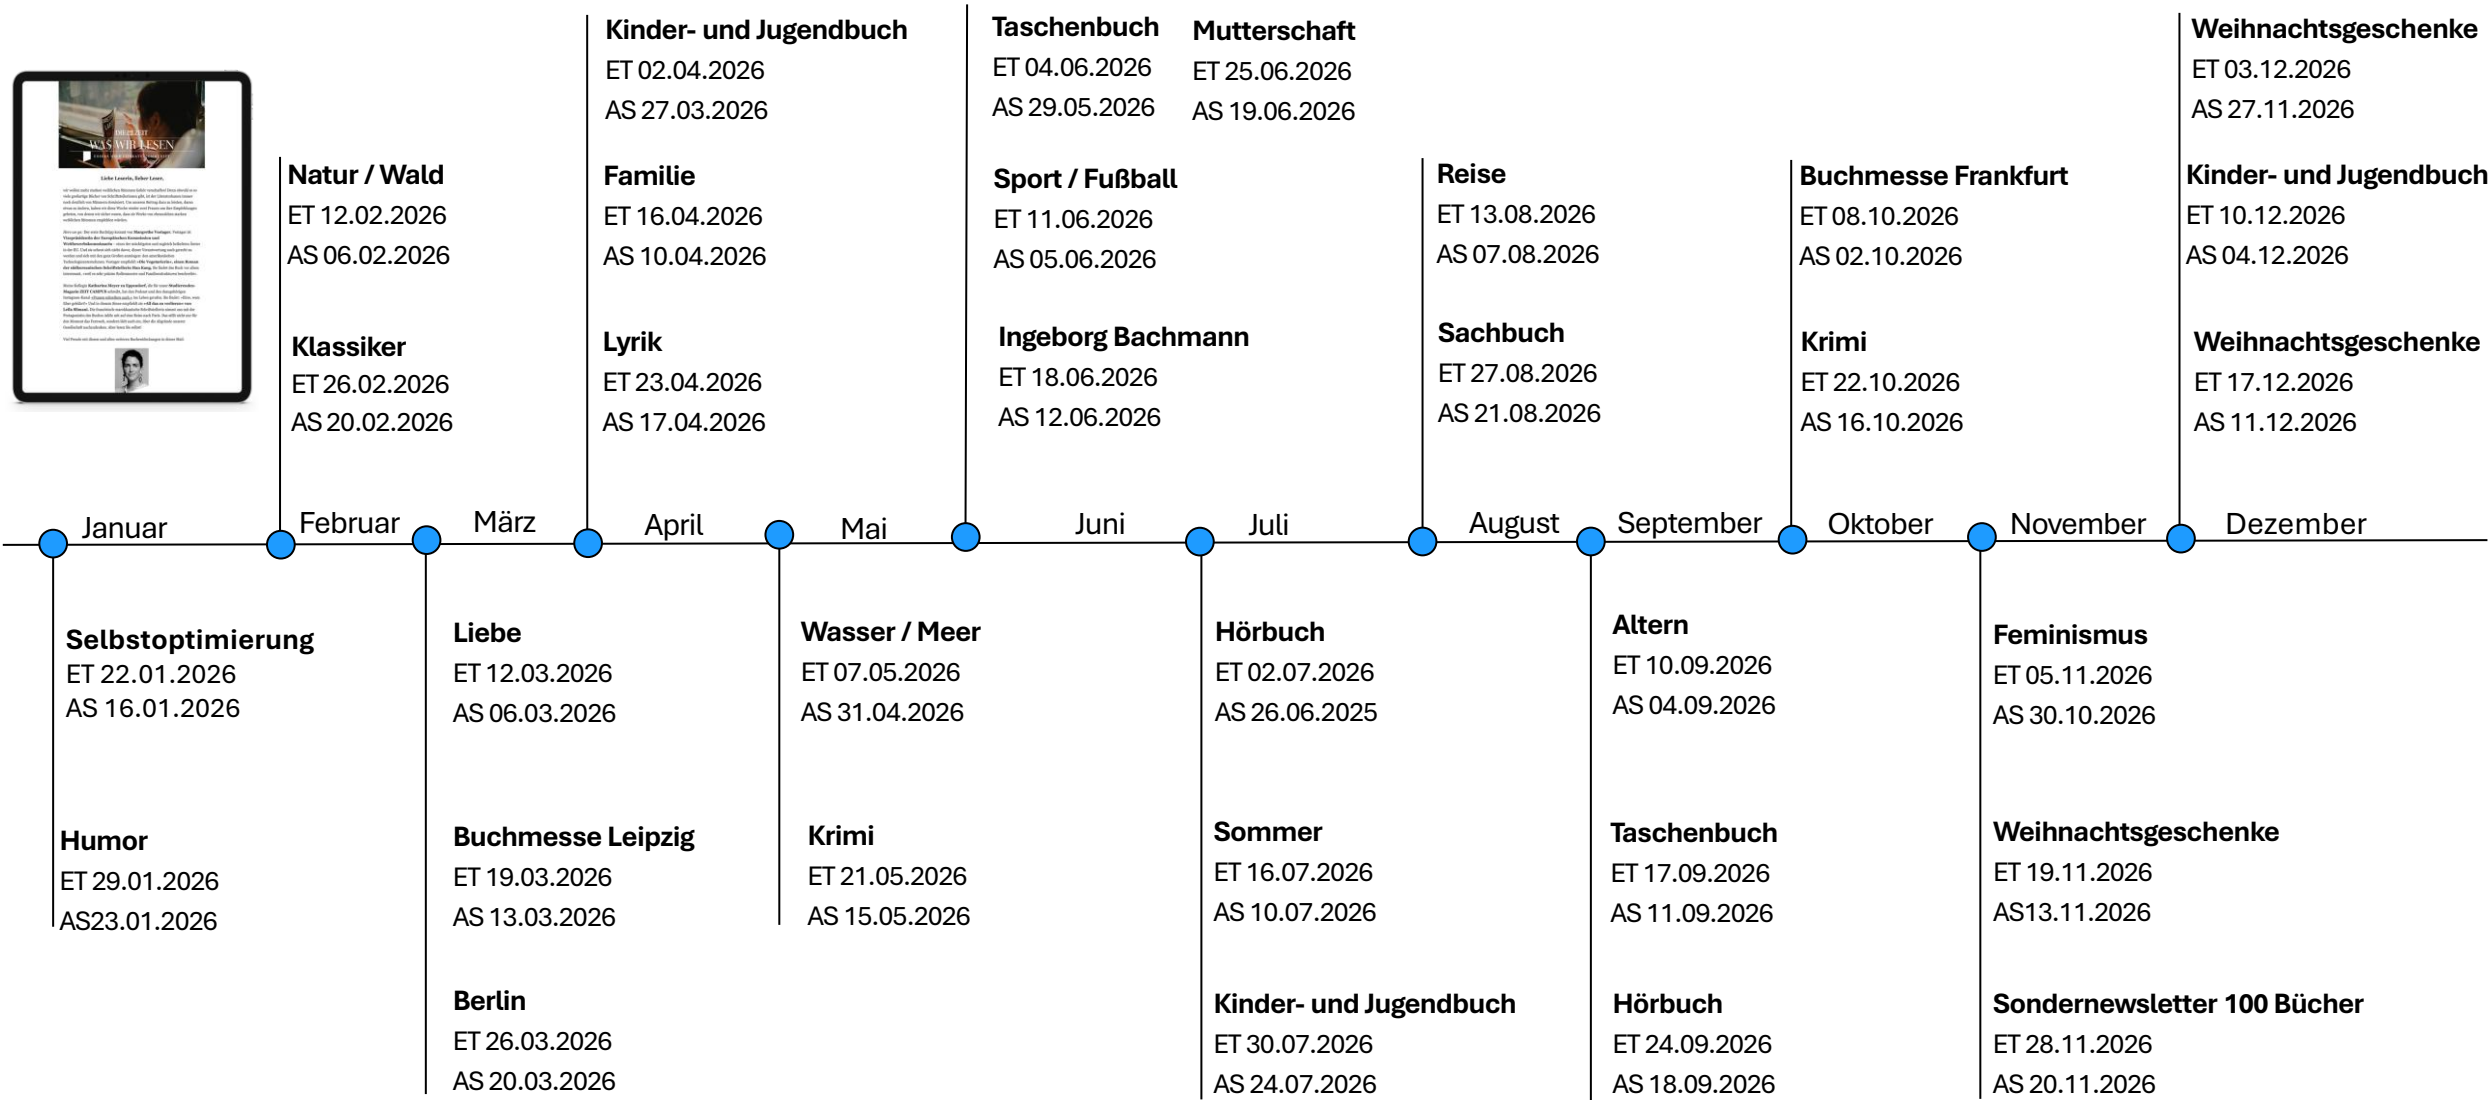 DIE ZEIT
WAS WIR LESEN
Liebe Leserin, lieber Leser,
Kinder- und Jugendbuch
ET 02.04.2026
AS 27.03.2026
Taschenbuch
ET 04.06.2026
AS 29.05.2026
Mutterschaft
ET 25.06.2026
AS 19.06.2026
Weihnachtsgeschenke
ET 03.12.2026
AS 27.11.2026
Natur / Wald
ET 12.02.2026
AS 06.02.2026
Familie
ET 16.04.2026
AS 10.04.2026
Sport / Fußball
ET 11.06.2026
AS 05.06.2026
Reise
ET 13.08.2026
AS 07.08.2026
Buchmesse Frankfurt
ET 08.10.2026
AS 02.10.2026
Kinder- und Jugendbuch
ET 10.12.2026
AS 04.12.2026
Klassiker
ET 26.02.2026
AS 20.02.2026
Lyrik
ET 23.04.2026
AS 17.04.2026
Ingeborg Bachmann
ET 18.06.2026
AS 12.06.2026
Sachbuch
ET 27.08.2026
AS 21.08.2026
Krimi
ET 22.10.2026
AS 16.10.2026
Weihnachtsgeschenke
ET 17.12.2026
AS 11.12.2026
Januar
Februar
März
April
Mai
Juni
Juli
August
September
Oktober
November
Dezember
Selbstoptimierung
ET 22.01.2026
AS 16.01.2026
Liebe
ET 12.03.2026
AS 06.03.2026
Wasser / Meer
ET 07.05.2026
AS 31.04.2026
Hörbuch
ET 02.07.2026
AS 26.06.2025
Altern
ET 10.09.2026
AS 04.09.2026
Feminismus
ET 05.11.2026
AS 30.10.2026
Humor
ET 29.01.2026
AS23.01.2026
Buchmesse Leipzig
ET 19.03.2026
AS 13.03.2026
Krimi
ET 21.05.2026
AS 15.05.2026
Sommer
ET 16.07.2026
AS 10.07.2026
Taschenbuch
ET 17.09.2026
AS 11.09.2026
Weihnachtsgeschenke
ET 19.11.2026
AS13.11.2026
Berlin
ET 26.03.2026
AS 20.03.2026
Kinder- und Jugendbuch
ET 30.07.2026
AS 24.07.2026
Hörbuch
ET 24.09.2026
AS 18.09.2026
Sondernewsletter 100 Bücher
ET 28.11.2026
AS 20.11.2026